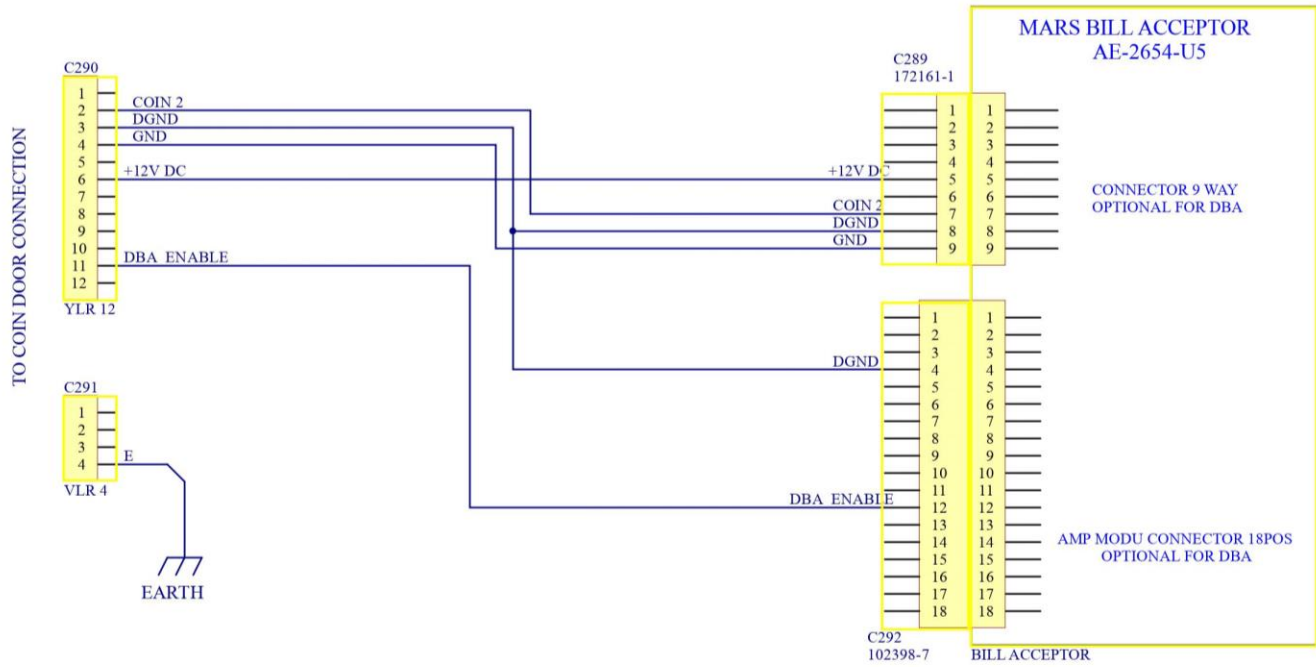 MARS BILL ACCEPTOR
AE-2654-U5
C289
172161-1
C290
1
2
3
4
5
6
7
8
9
10
11
12
COIN 2
DGND
GND
+12V DC
DBA ENABLE
YLR 12
TO COIN DOOR CONNECTION
C291
1
2
3
4
E
VLR 4
EARTH
+12V DC
COIN 2
DGND
GND
1 1
2 2
3 3
4 4
5 5
6 6
7 7
8 8
9 9
CONNECTOR 9 WAY
OPTIONAL FOR DBA
DGND
DBA ENABLE
1 1
2 2
3 3
4 4
5 5
6 6
7 7
8 8
9 9
10 10
11 11
12 12
13 13
14 14
15 15
16 16
17 17
18 18
AMP MODU CONNECTOR 18POS
OPTIONAL FOR DBA
C292
102398-7
BILL ACCEPTOR